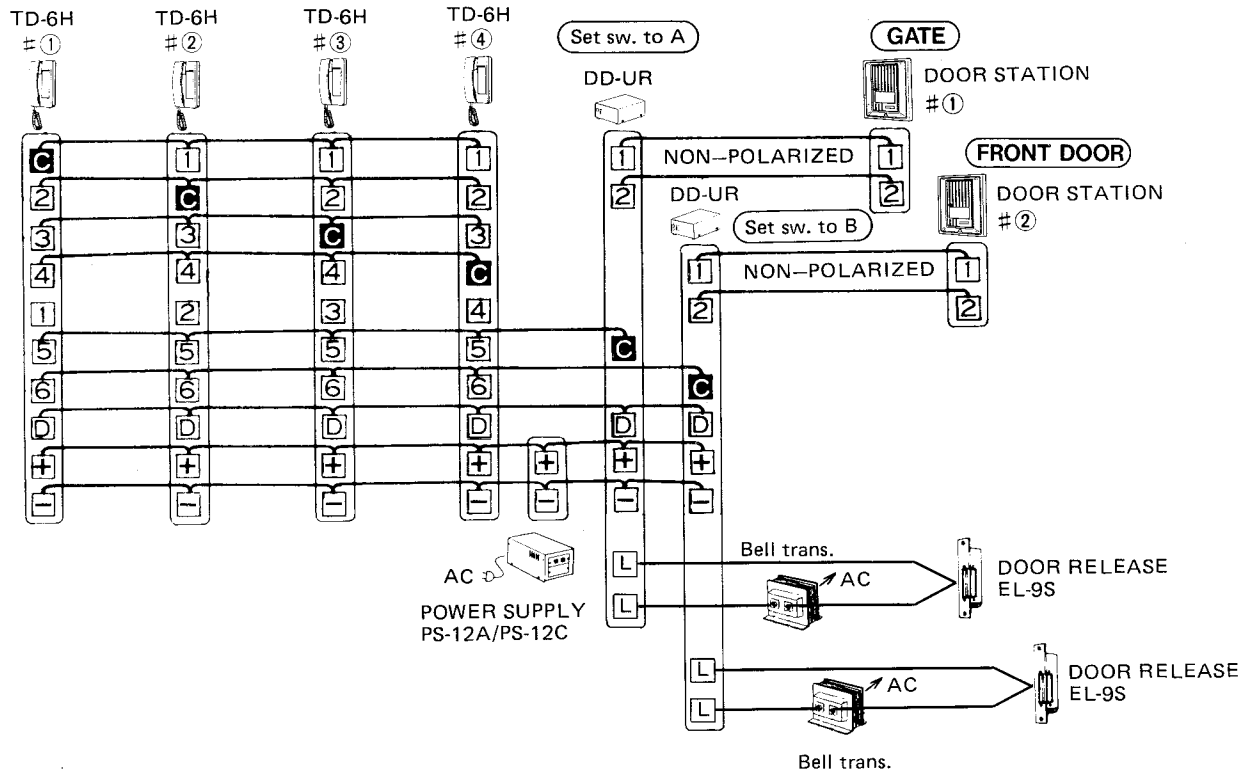 TD-6H TD-6H TD-6H TD-6H
#① #② #③ #④
Set sw. to A
GATE
DD-UR
DOOR STATION
#①
C 1 1 1 1 NON–POLARIZED 1
FRONT DOOR
2 C 2 2 2 2
DD-UR
DOOR STATION
#②
3 3 C 3
Set sw. to B
4 4 4 C 1 NON–POLARIZED 1
1 2 3 4 2 2
5 5 5 5 C
6 6 6 6 C
D D D D D D
+ + + + + + +
− − − − − − −
L
Bell trans.
AC
DOOR RELEASE
EL-9S
AC
L
POWER SUPPLY
PS-12A/PS-12C
L
AC
DOOR RELEASE
EL-9S
L
Bell trans.